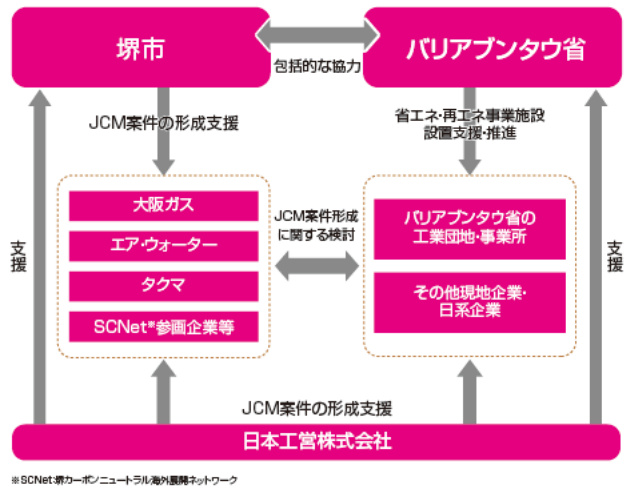 堺市
バリアブンタウ省
包括的な協力
JCM案件の形成支援
省エネ・再エネ事業施設
設置支援・推進
大阪ガス
エア・ウォーター
タクマ
SCNet※参画企業等
JCM案件形成
に関する検討
バリアブンタウ省の
工業団地・事業所
その他現地企業・
日系企業
支援
支援
JCM案件の形成支援
日本工営株式会社
※SCNet:堺カーボンニュートラル海外展開ネットワーク